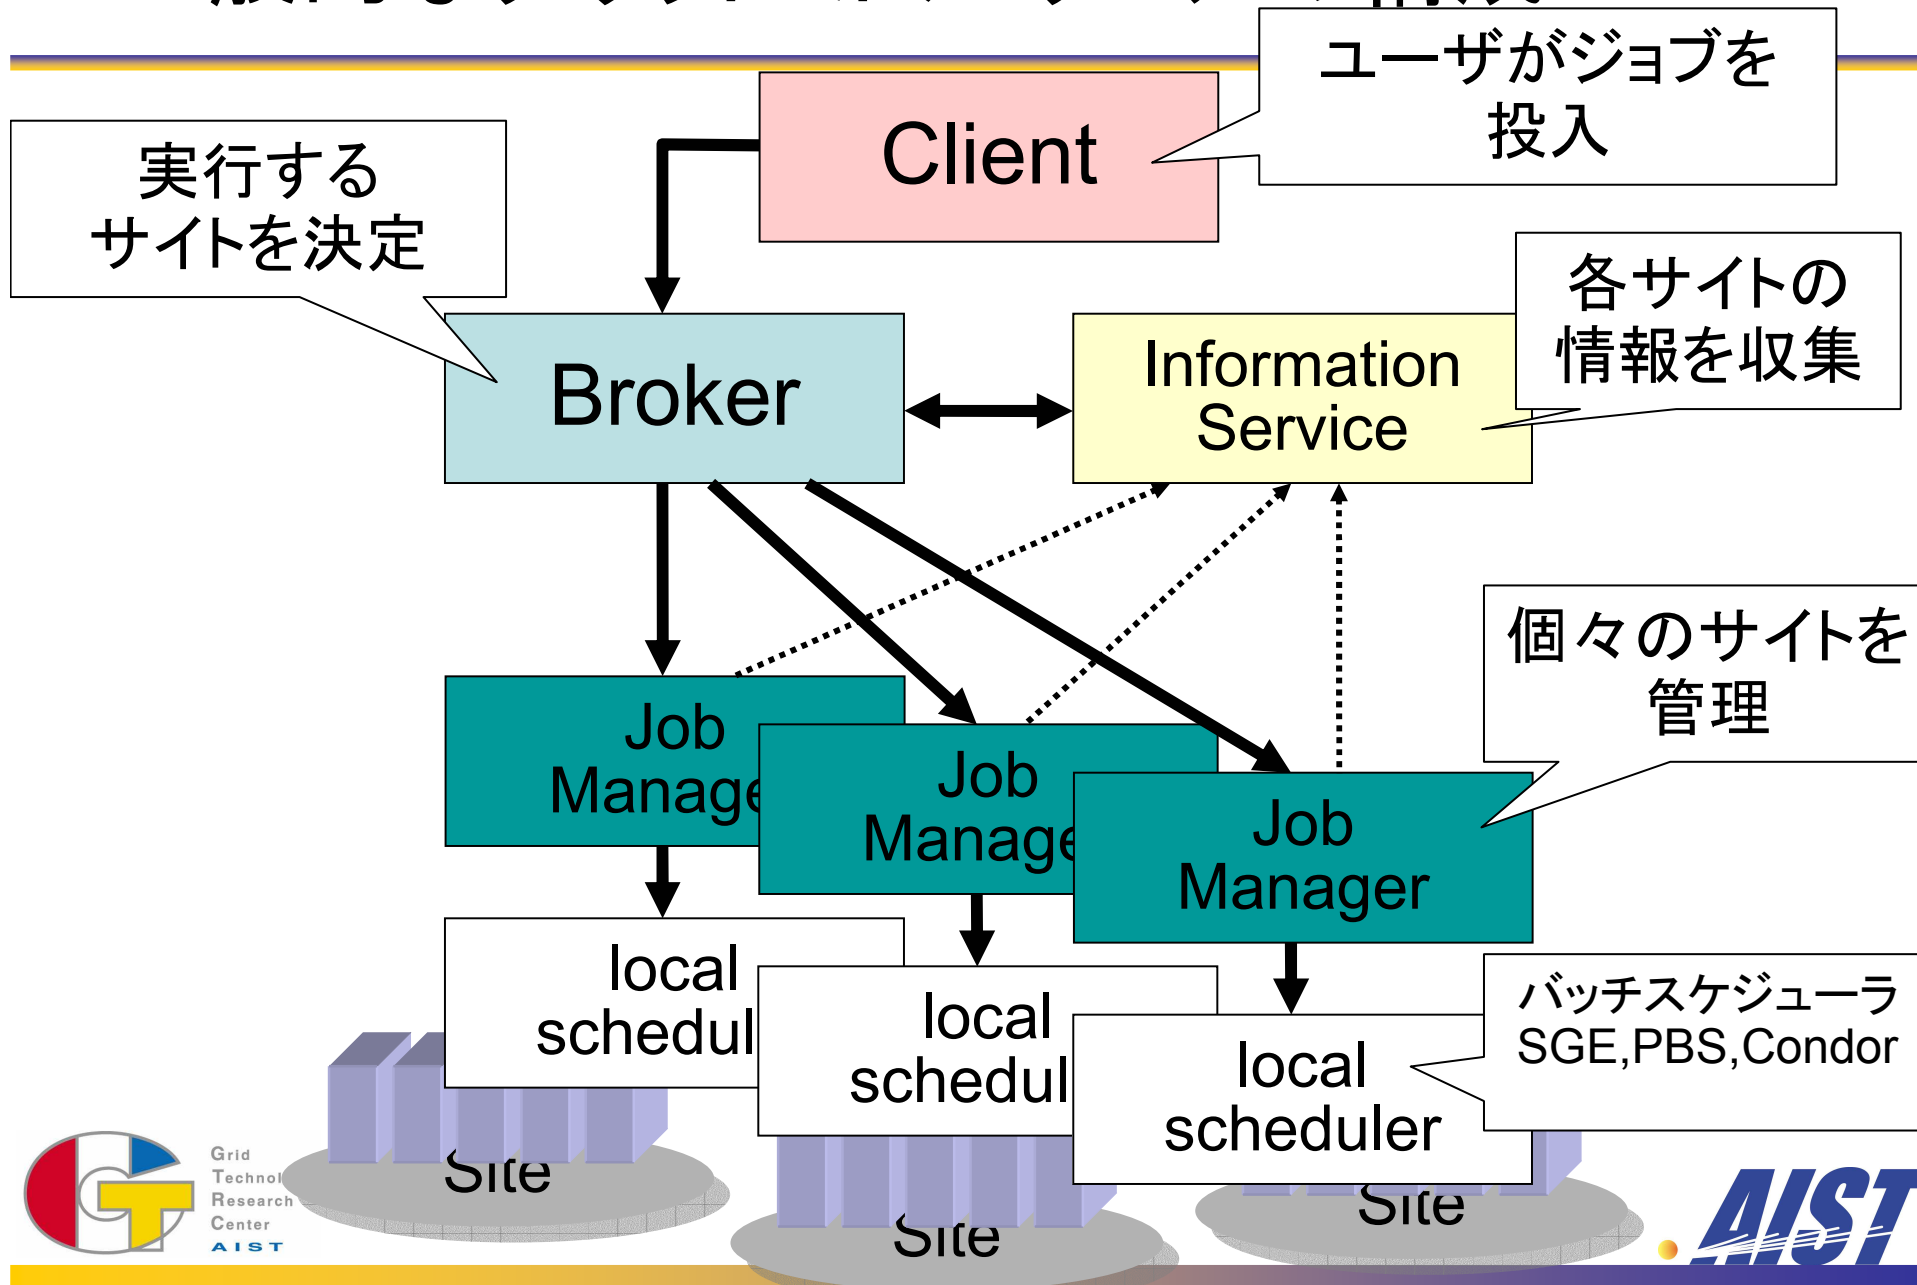 ユーザがジョブを
投入
Client
実行する
サイトを決定
各サイトの
情報を収集
Broker
Information
Service
個々のサイトを
管理
Job
Manage
Job
Manage
Job
Manager
local
schedul
local
schedul
local
scheduler
バッチスケジューラ
SGE,PBS,Condor
Site
Site
Site
Grid
Technol
Research
Center
AIST
AIST